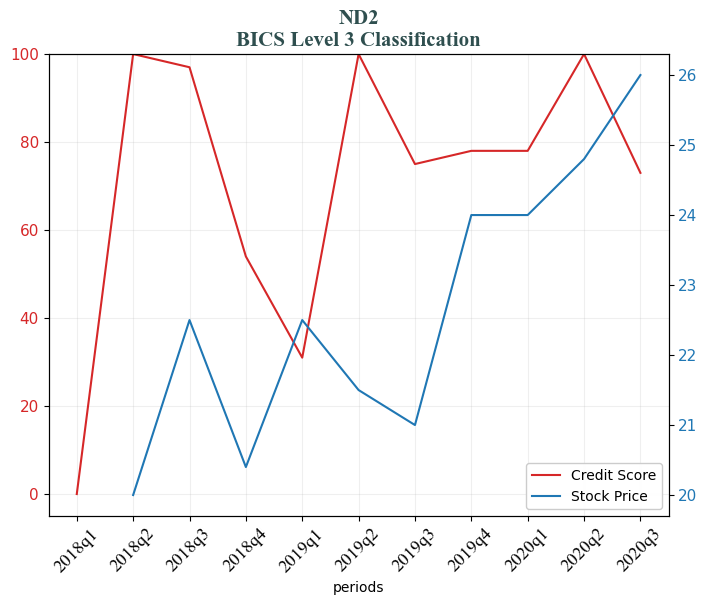 ND2
BICS Level 3 Classification
100
80
60
40
20
0
26
25
24
23
22
21
20
Credit Score
Stock Price
2018q1
2018q2
2018q3
2018q4
2019q1
2019q2
2019q3
2019q4
2020q1
2020q2
2020q3
periods